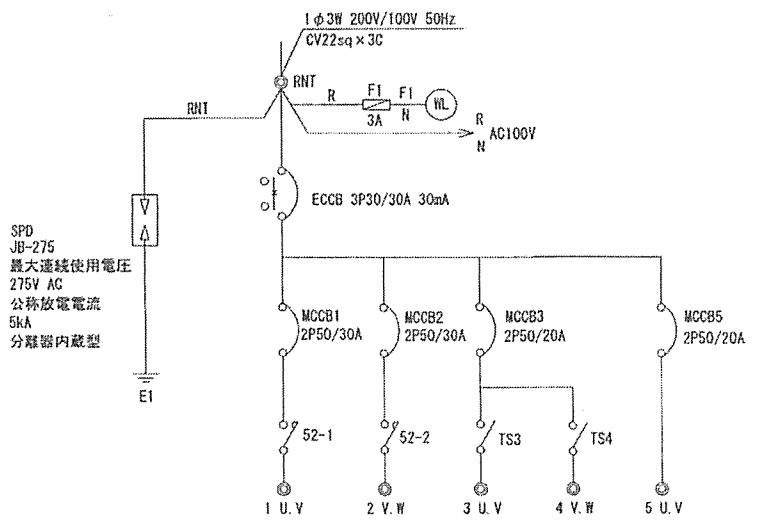 1φ3W 200V/100V 50Hz
CV22sq×3C
RNT
RNT
R F1 F1 WL
3A N
R
N AC100V
ECCB 3P30/30A 30mA
SPD
JB-275
最大連続使用電圧
275V AC
公称放電電流
5kA
分離器内蔵型
E1
MCCB1
2P50/30A
MCCB2
2P50/30A
MCCB3
2P50/20A
MCCB5
2P50/20A
52-1
52-2
TS3
TS4
1 U.V
2 V.W
3 U.V
4 V.W
5 U.V